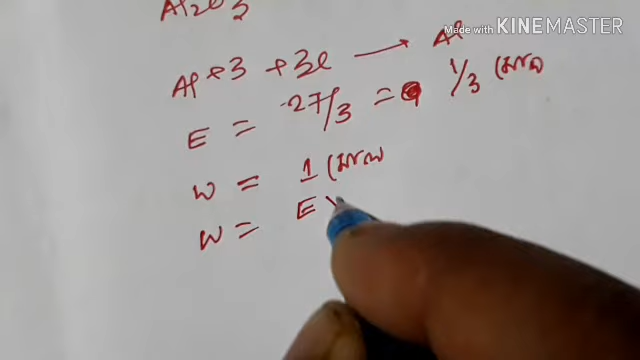 Made with KINEMASTER
Al2O3
Al+3 + 3e → Al
E = 27/3 = 9 1/3 (മോൾ
W = 1 (മോൾ
W = E ×